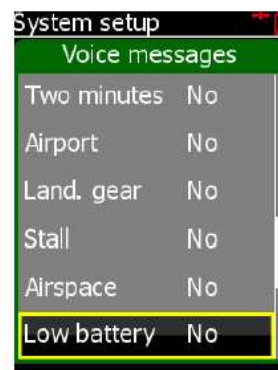 System setup
Voice messages
Two minutes No
Airport No
Land. gear No
Stall No
Airspace No
Low battery No